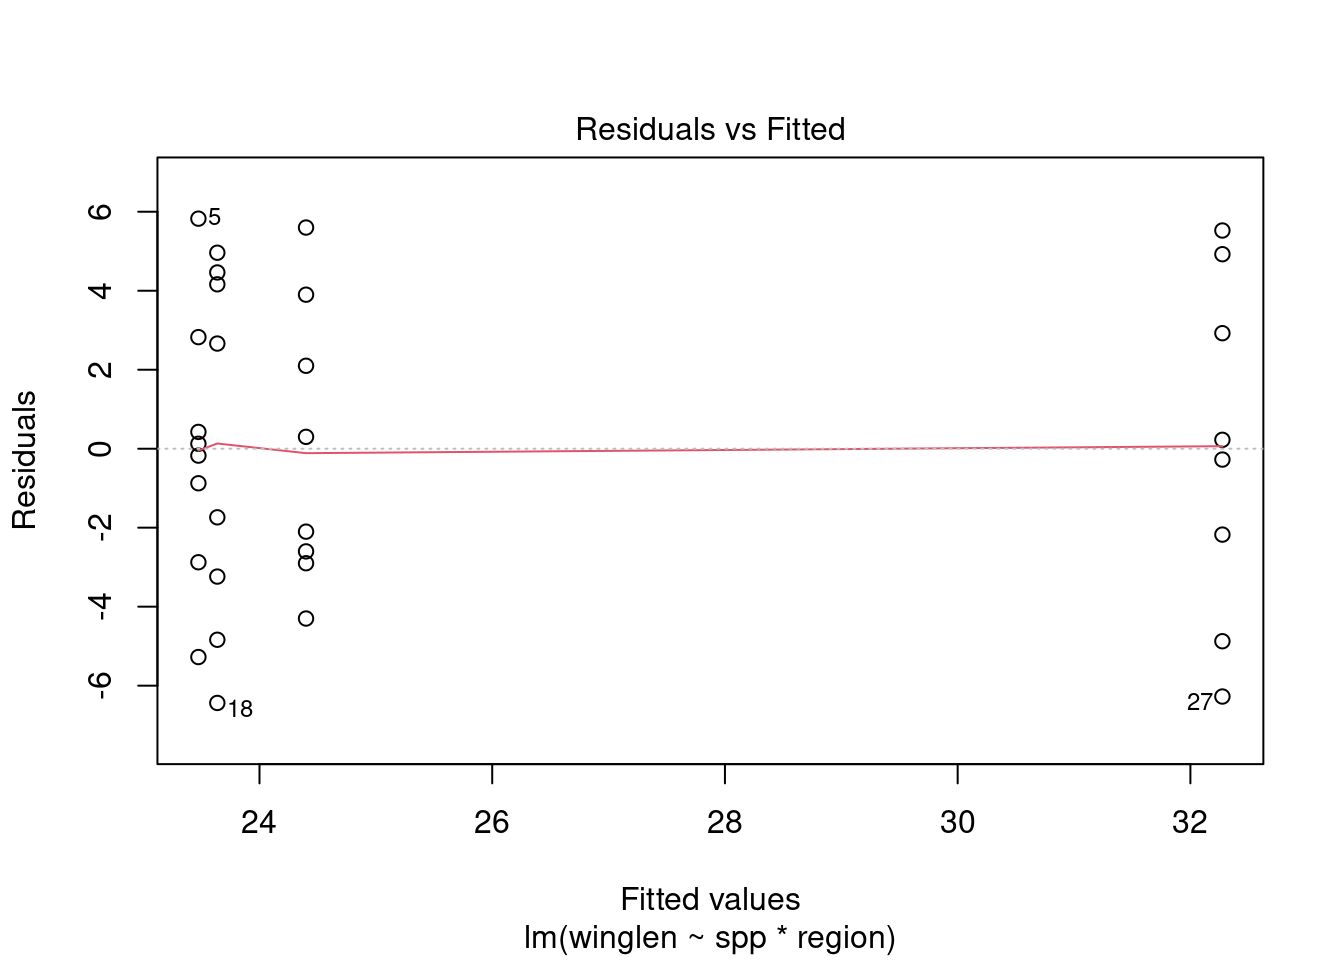 Residuals vs Fitted
Residuals
6
4
2
0
-2
-4
-6
5
18
27
24 26 28 30 32
Fitted values
lm(winglen ~ spp * region)